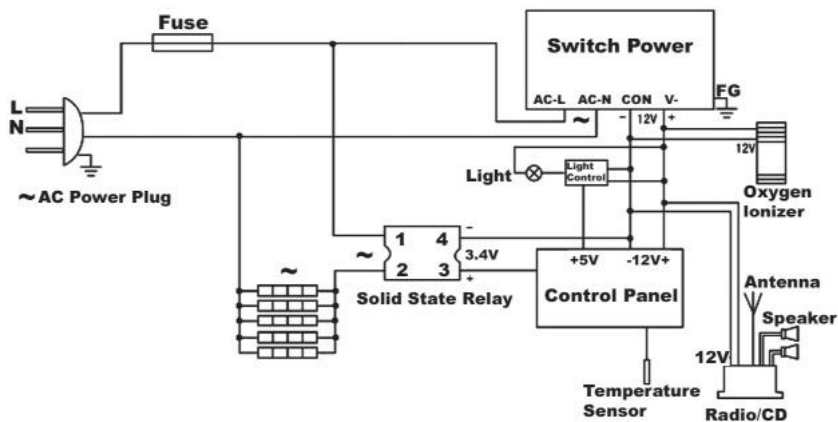 Fuse
Switch Power
FG
AC-L AC-N CON V-
~ − 12V +
L
N
~ AC Power Plug
Light
Light
Control
12V
Oxygen
Ionizer
1 4 −
~ 3.4V
2 3 +
Solid State Relay
~
+5V -12V+
Control Panel
Antenna
Speaker
12V
Temperature
Sensor
Radio/CD